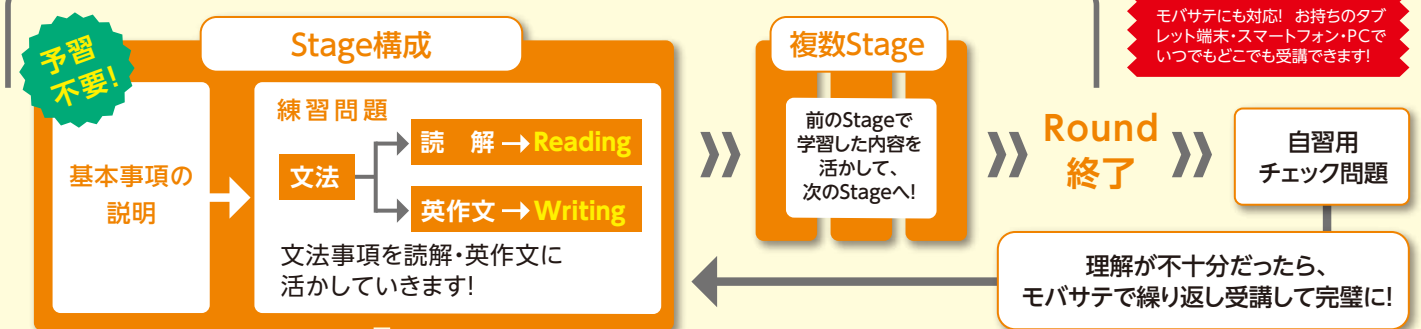 予習
不要!
Stage構成
基本事項の
説明
練習問題
文法
読 解→Reading
英作文→Writing
文法事項を読解・英作文に
活かしていきます!
複数Stage
前のStageで
学習した内容を
活かして、
次のStageへ!
Round
終了
モバサテにも対応! お持ちのタブ
レット端末・スマートフォン・PCで
いつでもどこでも受講できます!
自習用
チェック問題
理解が不十分だったら、
モバサテで繰り返し受講して完璧に!